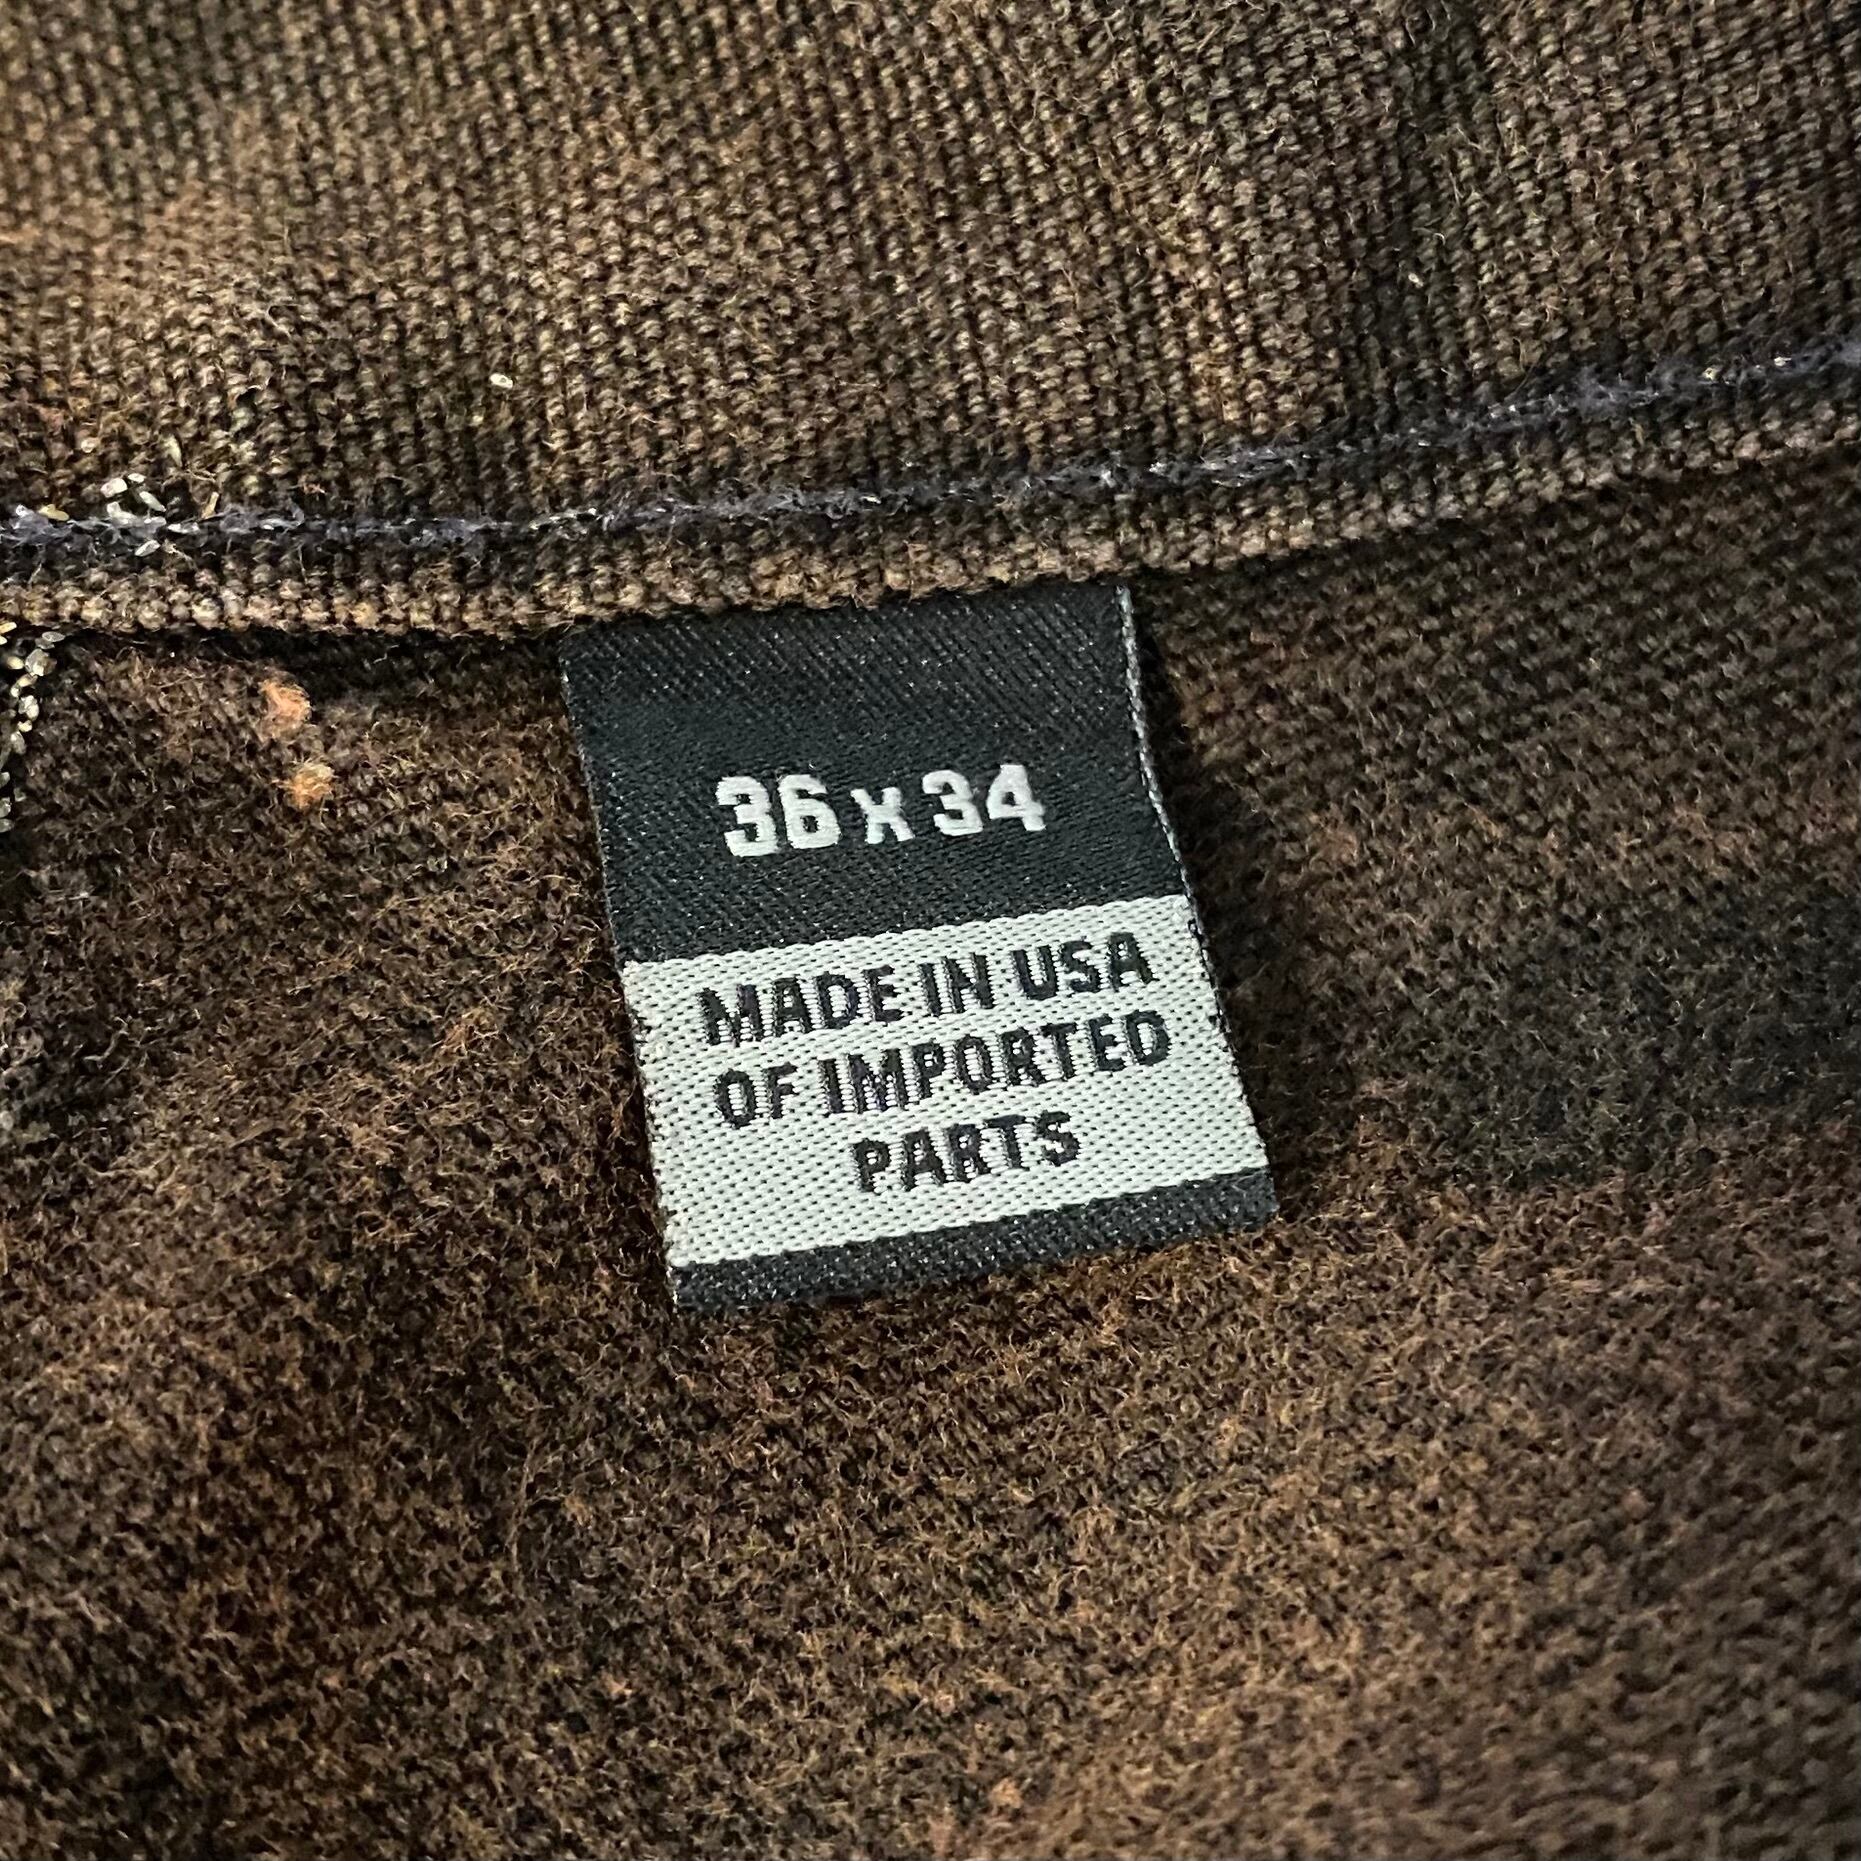 36 x 34
MADE IN USA
OF IMPORTED
PARTS